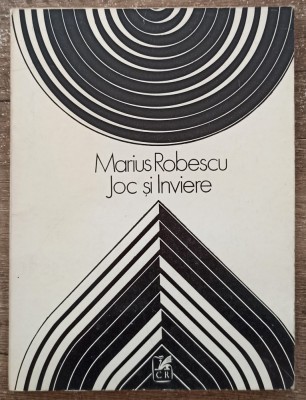 Marius Robescu
Joc și Inviere
CR